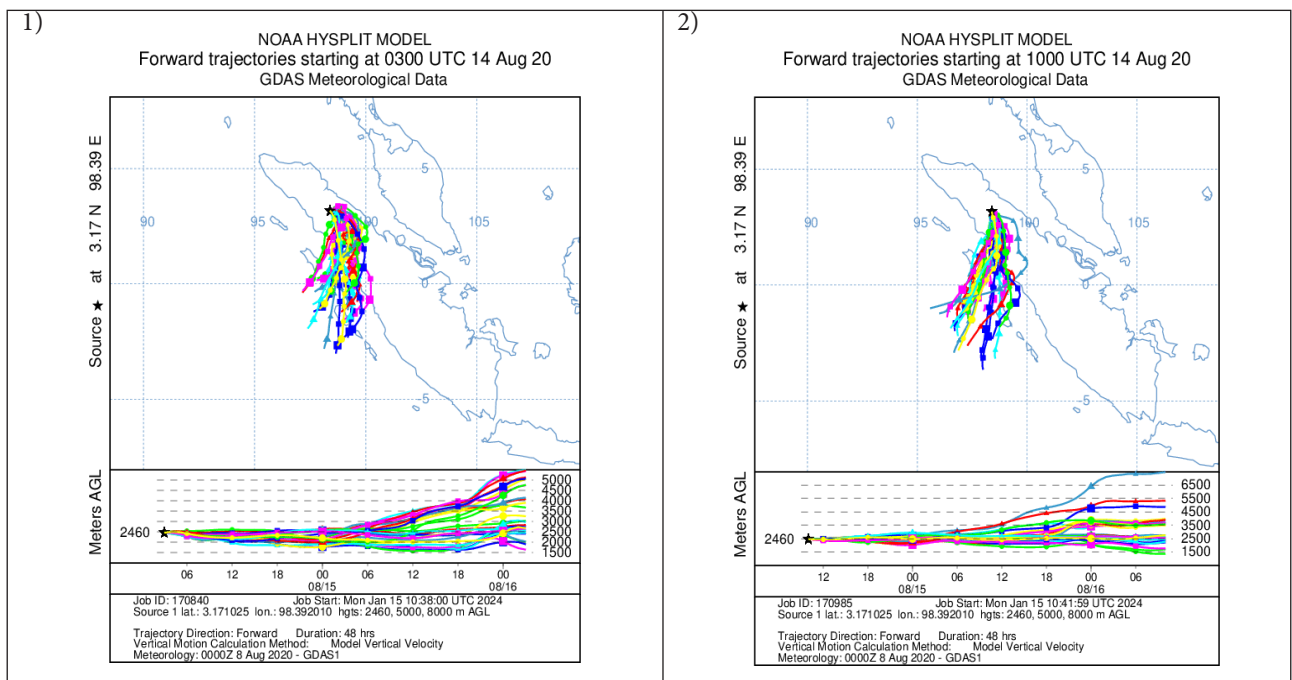 1)
NOAA HYSPLIT MODEL
Forward trajectories starting at 0300 UTC 14 Aug 20
GDAS Meteorological Data
Source ★ at 3.17 N 98.39 E
5
90 95 100 105
0
-5
Meters AGL
2460
5000
4500
4000
3500
3000
2500
2000
1500
06 12 18 00 06 12 18 00
08/15 08/16
Job ID: 170840 Job Start: Mon Jan 15 10:38:00 UTC 2024
Source 1 lat.: 3.171025 lon.: 98.392010 hgts: 2460, 5000, 8000 m AGL
Trajectory Direction: Forward Duration: 48 hrs
Vertical Motion Calculation Method: Model Vertical Velocity
Meteorology: 0000Z 8 Aug 2020 - GDAS1
2)
NOAA HYSPLIT MODEL
Forward trajectories starting at 1000 UTC 14 Aug 20
GDAS Meteorological Data
Source ★ at 3.17 N 98.39 E
5
90 95 100 105
0
-5
Meters AGL
2460
6500
5500
4500
3500
2500
1500
12 18 00 06 12 18 00 06
08/15 08/16
Job ID: 170985 Job Start: Mon Jan 15 10:41:59 UTC 2024
Source 1 lat.: 3.171025 lon.: 98.392010 hgts: 2460, 5000, 8000 m AGL
Trajectory Direction: Forward Duration: 48 hrs
Vertical Motion Calculation Method: Model Vertical Velocity
Meteorology: 0000Z 8 Aug 2020 - GDAS1